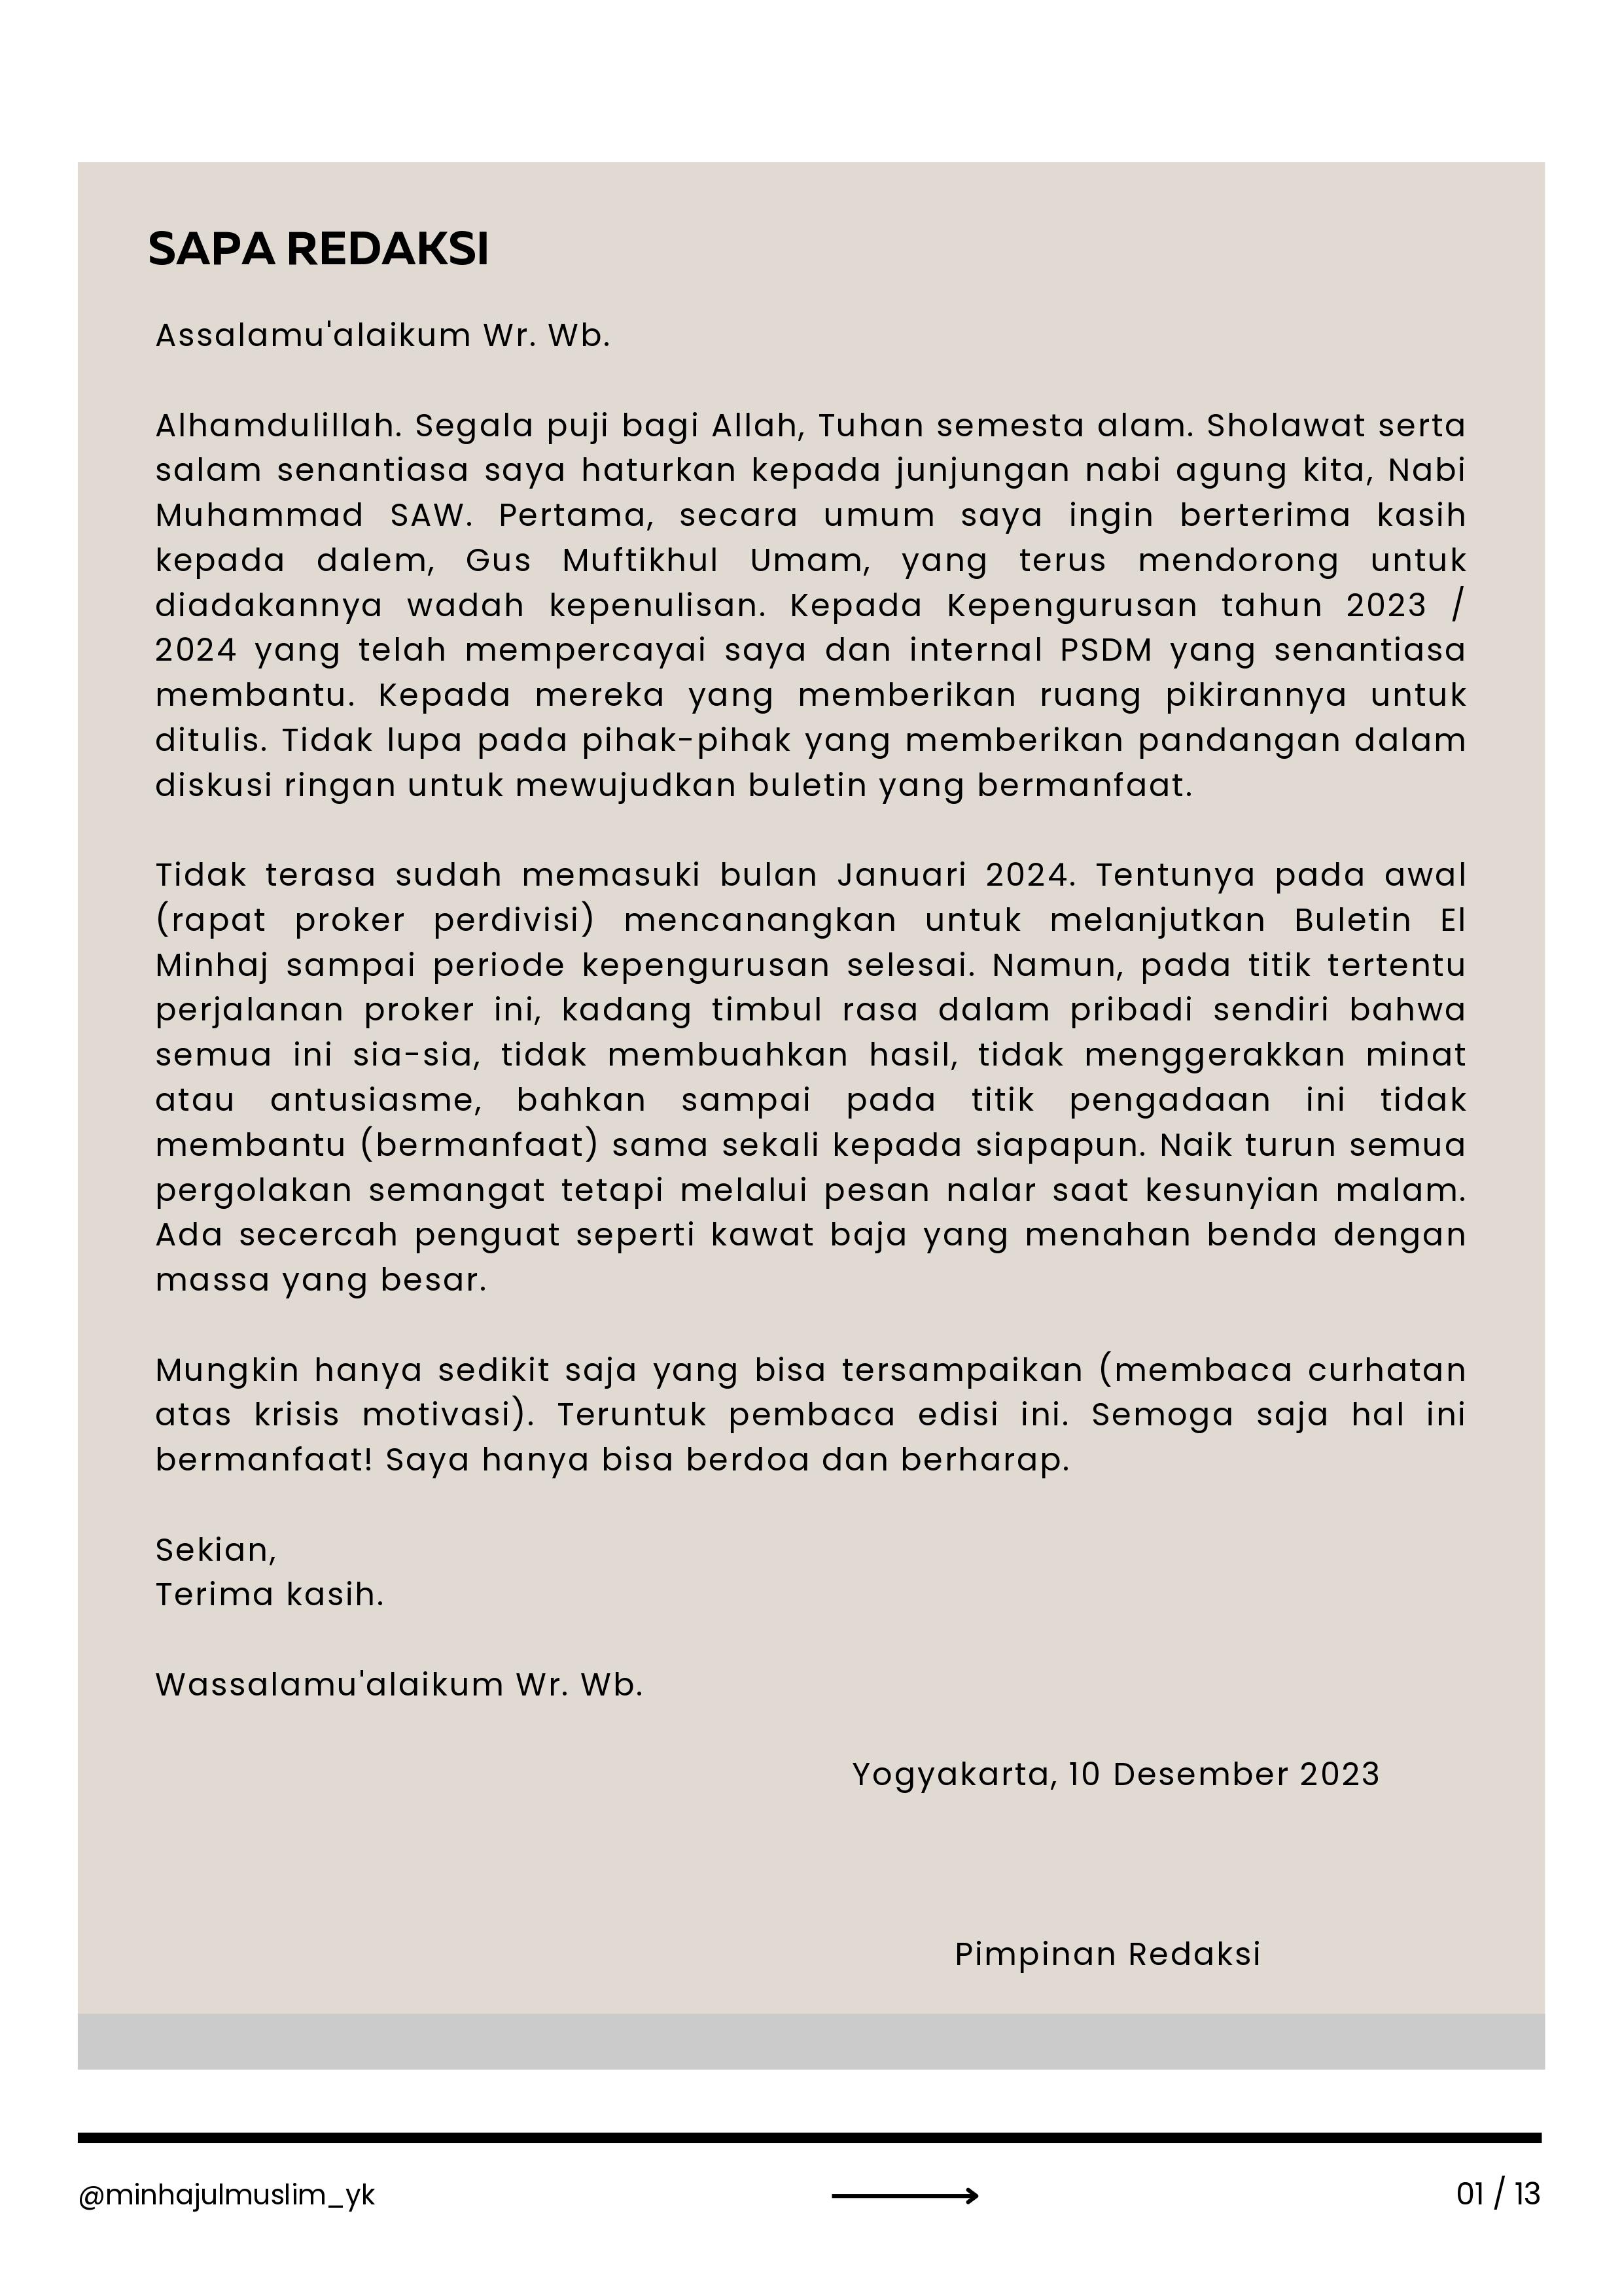 SAPA REDAKSI
Assalamu'alaikum Wr. Wb.
Alhamdulillah. Segala puji bagi Allah, Tuhan semesta alam. Sholawat serta
salam senantiasa saya haturkan kepada junjungan nabi agung kita, Nabi
Muhammad SAW. Pertama, secara umum saya ingin berterima kasih
kepada dalem, Gus Muftikhul Umam, yang terus mendorong untuk
diadakannya wadah kepenulisan. Kepada Kepengurusan tahun 2023 /
2024 yang telah mempercayai saya dan internal PSDM yang senantiasa
membantu. Kepada mereka yang memberikan ruang pikirannya untuk
ditulis. Tidak lupa pada pihak-pihak yang memberikan pandangan dalam
diskusi ringan untuk mewujudkan buletin yang bermanfaat.
Tidak terasa sudah memasuki bulan Januari 2024. Tentunya pada awal
(rapat proker perdivisi) mencanangkan untuk melanjutkan Buletin El
Minhaj sampai periode kepengurusan selesai. Namun, pada titik tertentu
perjalanan proker ini, kadang timbul rasa dalam pribadi sendiri bahwa
semua ini sia-sia, tidak membuahkan hasil, tidak menggerakkan minat
atau antusiasme, bahkan sampai pada titik pengadaan ini tidak
membantu (bermanfaat) sama sekali kepada siapapun. Naik turun semua
pergolakan semangat tetapi melalui pesan nalar saat kesunyian malam.
Ada secercah penguat seperti kawat baja yang menahan benda dengan
massa yang besar.
Mungkin hanya sedikit saja yang bisa tersampaikan (membaca curhatan
atas krisis motivasi). Teruntuk pembaca edisi ini. Semoga saja hal ini
bermanfaat! Saya hanya bisa berdoa dan berharap.
Sekian,
Terima kasih.
Wassalamu'alaikum Wr. Wb.
Yogyakarta, 10 Desember 2023
Pimpinan Redaksi
@minhajulmuslim_yk
01 / 13